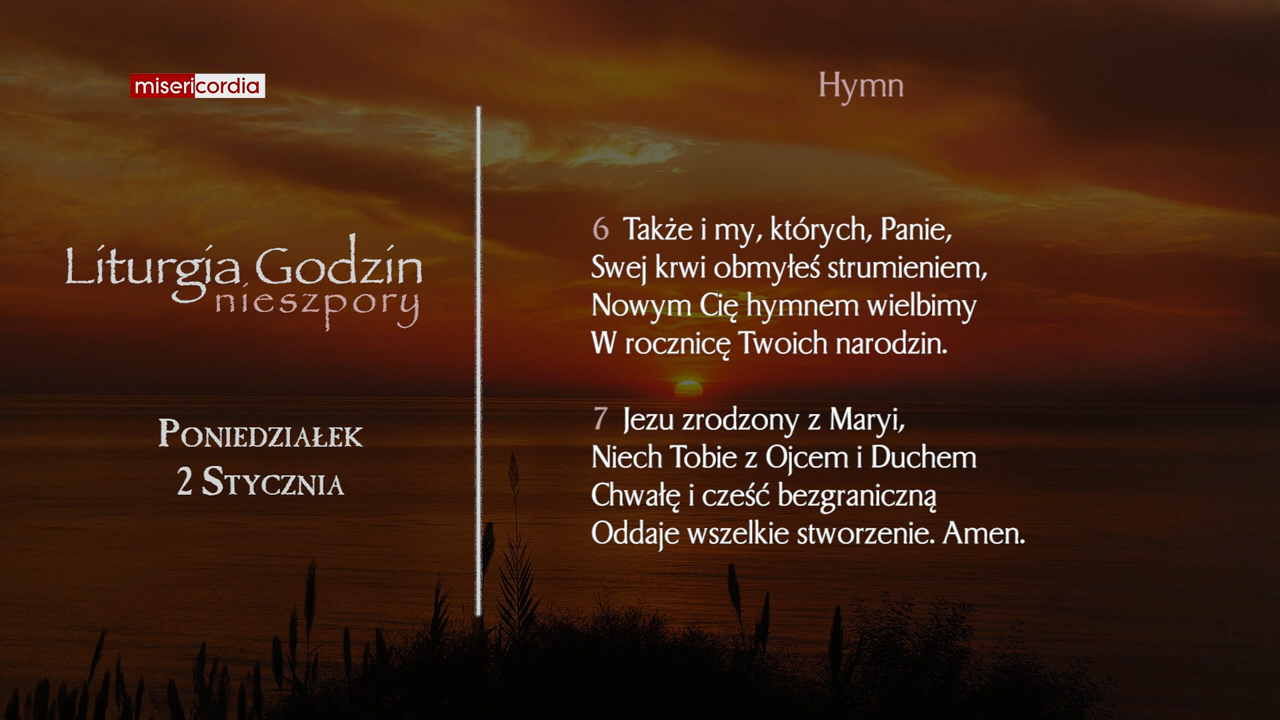 misericordia
Liturgia Godzin
nieszpory
Poniedziałek
2 Stycznia
Hymn
6 Także i my, których, Panie,
Swej krwi obmyłeś strumieniem,
Nowym Cię hymnem wielbimy
W rocznicę Twoich narodzin.
7 Jezu zrodzony z Maryi,
Niech Tobie z Ojcem i Duchem
Chwałę i cześć bezgraniczną
Oddaje wszelkie stworzenie. Amen.